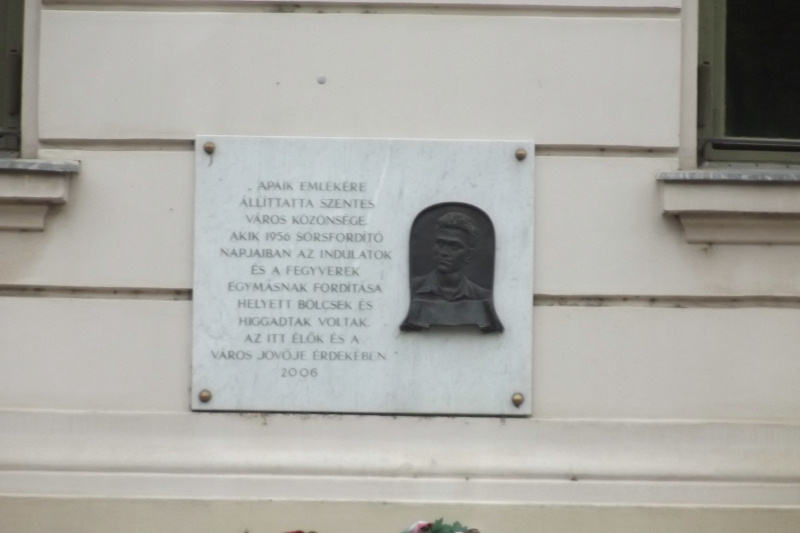 „APÁIK EMLÉKÉRE
ÁLLÍTTATTA SZENTES
VÁROS KÖZÖNSÉGE.
AKIK 1956 SORSFORDÍTÓ
NAPJAIBAN AZ INDULATOK
ÉS A FEGYVEREK
EGYMÁSNAK FORDÍTÁSA
HELYETT BÖLCSEK ÉS
HIGGADTAK VOLTAK.
AZ ITT ÉLŐK ÉS A
VÁROS JÖVŐJE ÉRDEKÉBEN"
2006